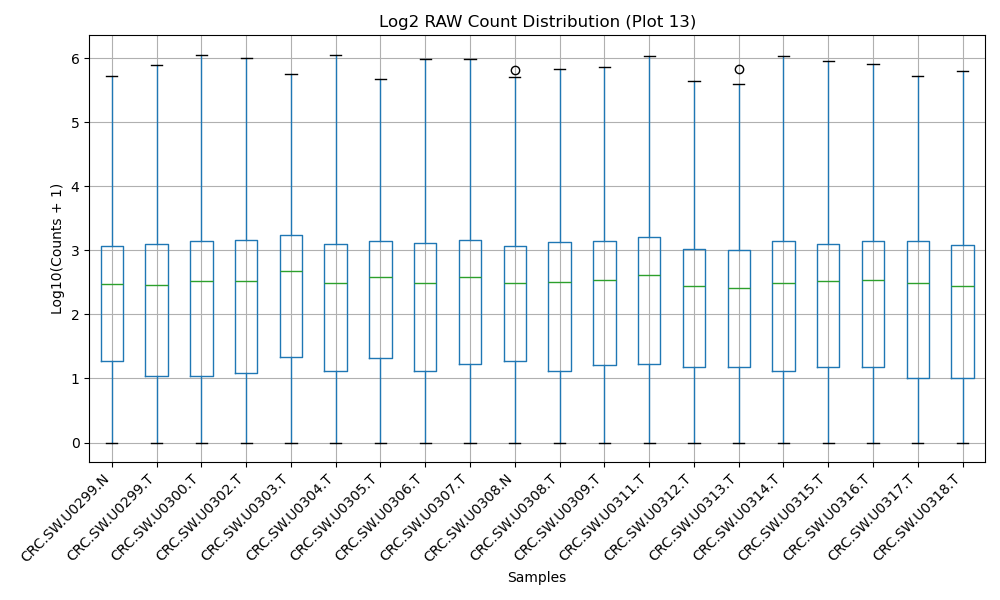 Log2 RAW Count Distribution (Plot 13)
Log10(Counts + 1)
6
5
4
3
2
1
0
CRC.SW.U0299.N
CRC.SW.U0299.T
CRC.SW.U0300.T
CRC.SW.U0302.T
CRC.SW.U0303.T
CRC.SW.U0304.T
CRC.SW.U0305.T
CRC.SW.U0306.T
CRC.SW.U0307.T
CRC.SW.U0308.N
CRC.SW.U0308.T
CRC.SW.U0309.T
CRC.SW.U0311.T
CRC.SW.U0312.T
CRC.SW.U0313.T
CRC.SW.U0314.T
CRC.SW.U0315.T
CRC.SW.U0316.T
CRC.SW.U0317.T
CRC.SW.U0318.T
Samples